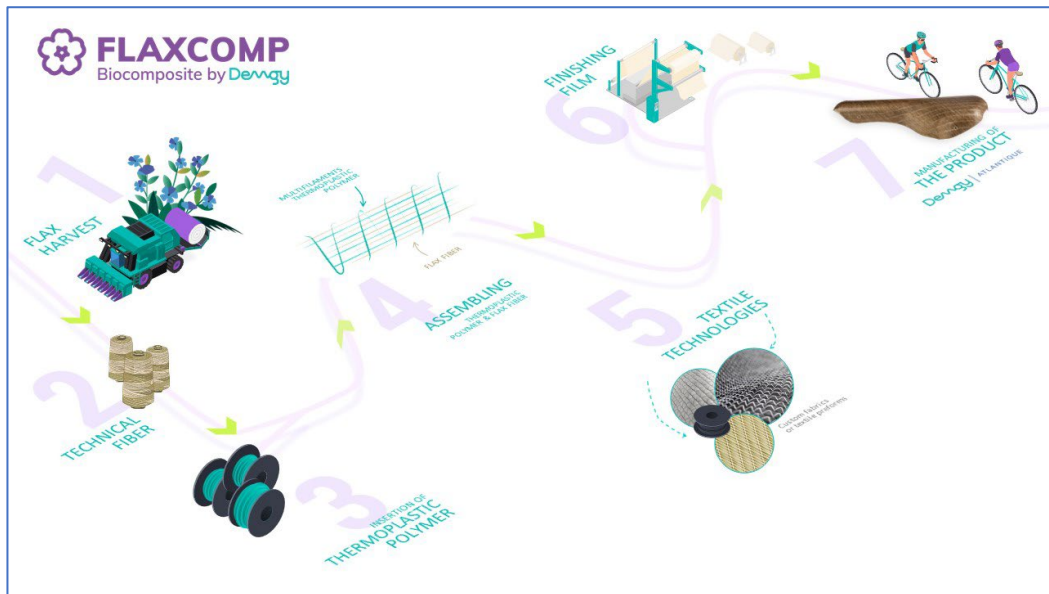 FLAXCOMP
Biocomposite by Demgy
1
FLAX
HARVEST
2
TECHNICAL
FIBER
3
INSERTION OF
THERMOPLASTIC
POLYMER
4
MULTIFILAMENTS
THERMOPLASTIC
POLYMER
FLAX FIBER
ASSEMBLING
THERMOPLASTIC
POLYMER & FLAX FIBER
5
TEXTILE
TECHNOLOGIES
Custom fabrics
or textile preforms
6
FINISHING
FILM
7
MANUFACTURING OF
THE PRODUCT
Demgy | ATLANTIQUE